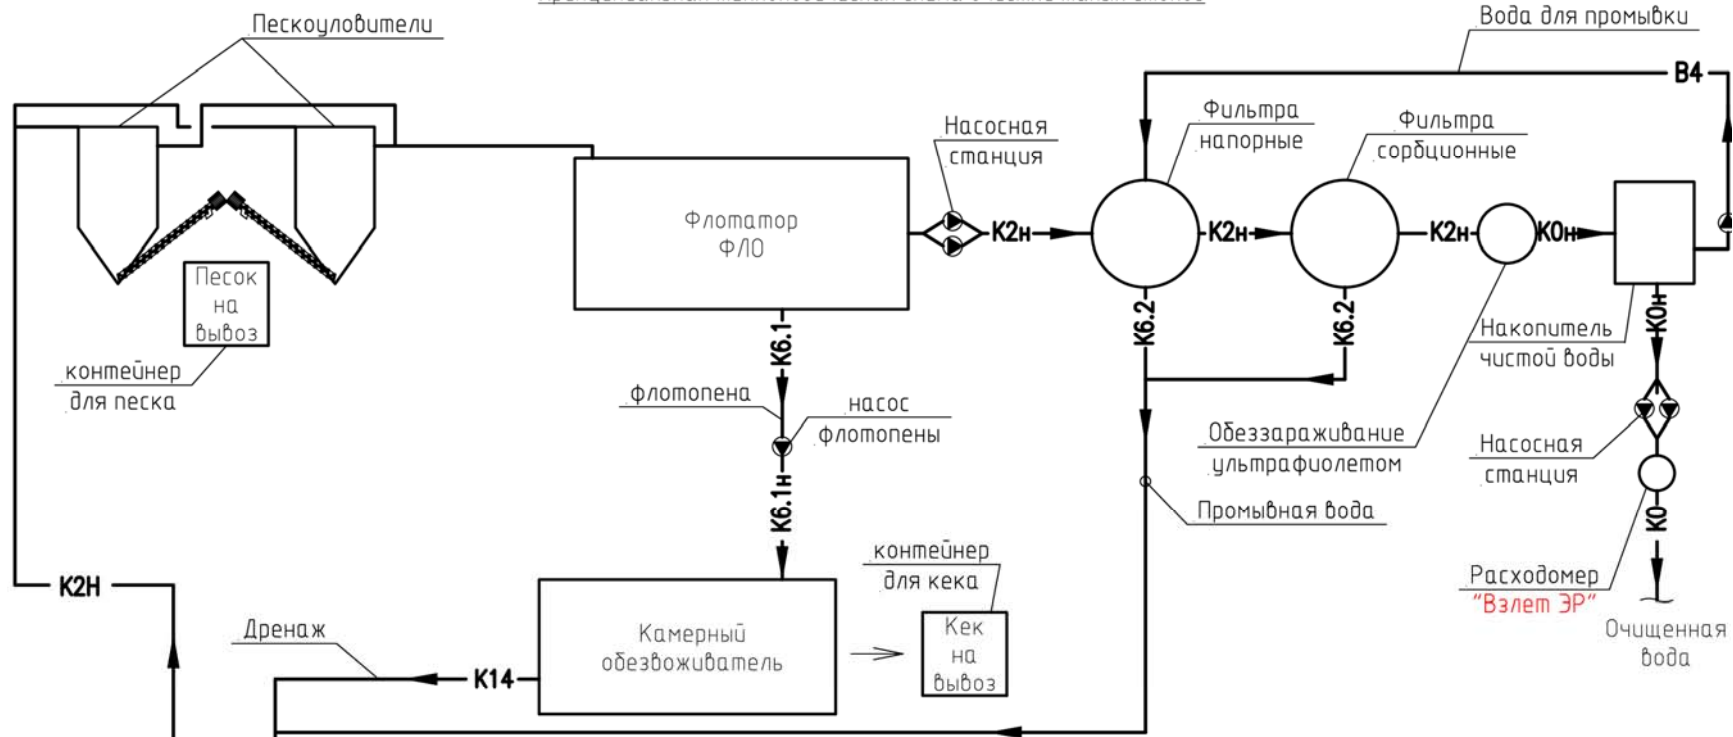 Пескоуловители
Вода для промывки
В4
Насосная
станция
Фильтра
напорные
Фильтра
сорбционные
Флотатор
ФЛО
К2н
К2н
К2н
К0н
Песок
на
вывоз
контейнер
для песка
К6.1
К6.2
К6.2
К0н
Накопитель
чистой воды
флотопена
насос
флотопены
Обеззараживание
ультрафиолетом
Насосная
станция
К6.1н
Промывная вода
К0
контейнер
для кека
Расходомер
"Взлет ЭР"
К2Н
Очищенная
вода
Дренаж
Камерный
обезвоживатель
Кек
на
вывоз
К14